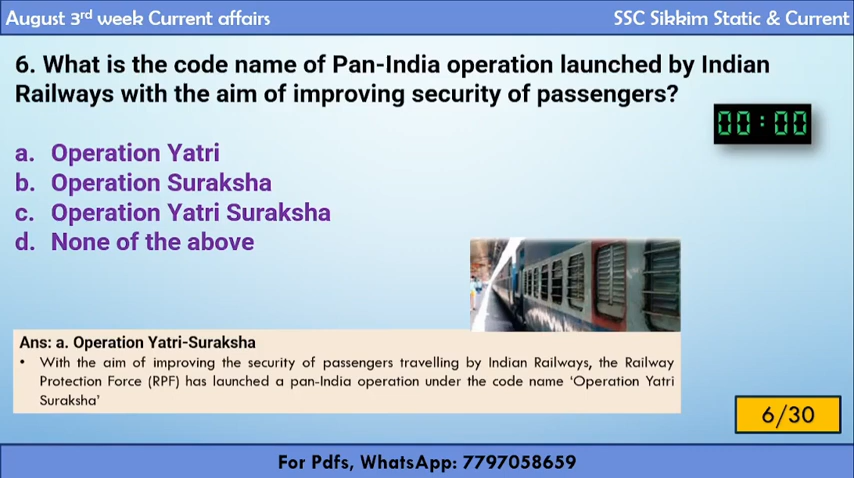 August 3rd week Current affairs
SSC Sikkim Static & Current
6. What is the code name of Pan-India operation launched by Indian
Railways with the aim of improving security of passengers?
00:00
a. Operation Yatri
b. Operation Suraksha
c. Operation Yatri Suraksha
d. None of the above
Ans: a. Operation Yatri-Suraksha
• With the aim of improving the security of passengers travelling by Indian Railways, the Railway
Protection Force (RPF) has launched a pan-India operation under the code name ‘Operation Yatri
Suraksha’
6/30
For Pdfs, WhatsApp: 7797058659